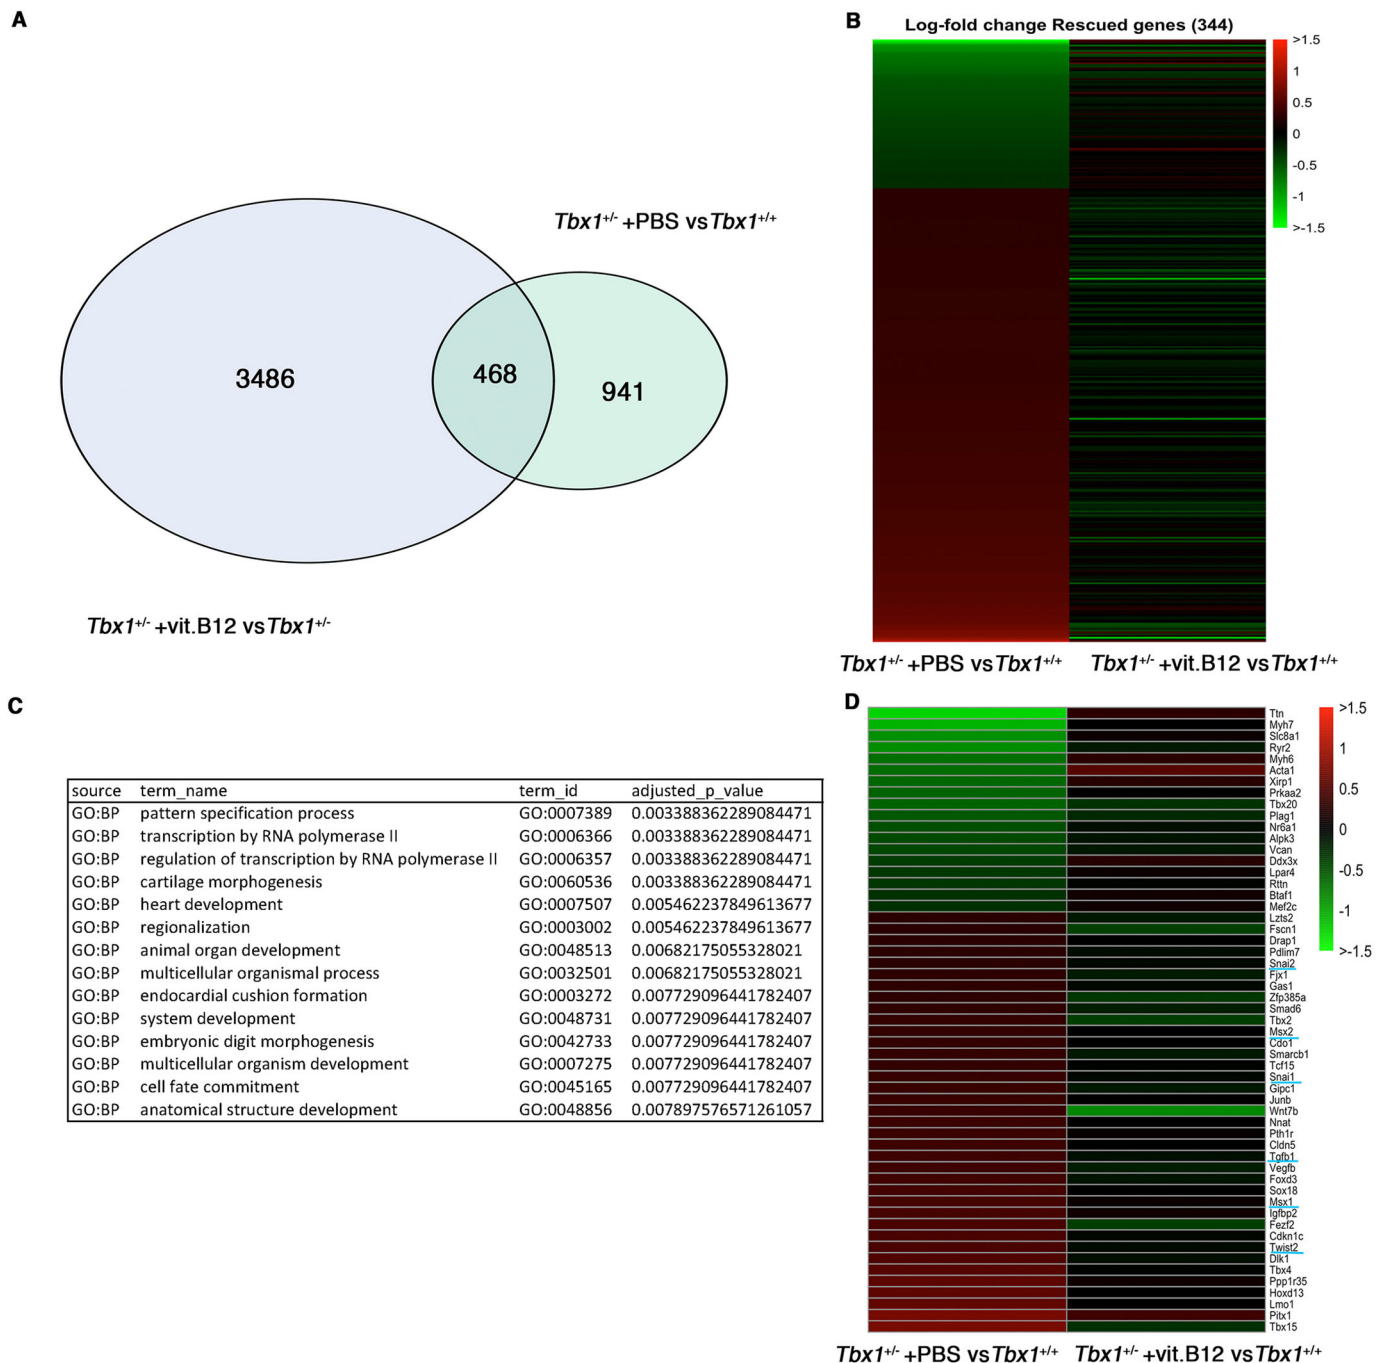 A
Tbx1+/- +PBS vs Tbx1+/+
3486
468
941
Tbx1+/- +vit.B12 vs Tbx1+/-
B
Log-fold change Rescued genes (344)
>1.5
1
0.5
0
-0.5
-1
>-1.5
Tbx1+/- +PBS vs Tbx1+/+
Tbx1+/- +vit.B12 vs Tbx1+/+
C
source term_name term_id adjusted_p_value
GO:BP pattern specification process GO:0007389 0.003388362289084471
GO:BP transcription by RNA polymerase II GO:0006366 0.003388362289084471
GO:BP regulation of transcription by RNA polymerase II GO:0006357 0.003388362289084471
GO:BP cartilage morphogenesis GO:0060536 0.003388362289084471
GO:BP heart development GO:0007507 0.005462237849613677
GO:BP regionalization GO:0003002 0.005462237849613677
GO:BP animal organ development GO:0048513 0.00682175055328021
GO:BP multicellular organismal process GO:0032501 0.00682175055328021
GO:BP endocardial cushion formation GO:0003272 0.007729096441782407
GO:BP system development GO:0048731 0.007729096441782407
GO:BP embryonic digit morphogenesis GO:0042733 0.007729096441782407
GO:BP multicellular organism development GO:0007275 0.007729096441782407
GO:BP cell fate commitment GO:0045165 0.007729096441782407
GO:BP anatomical structure development GO:0048856 0.007897576571261057
D
Ttn
Myh7
Slc8a1
Ryr2
Myh6
Acta1
Xirp1
Prkaa2
Tbx20
Plag1
Nr6a1
Alpk3
Vcan
Ddx3x
Lpar4
Rttn
Btaf1
Mef2c
Lzts2
Fscn1
Drap1
Pdlim7
Snai2
Fjx1
Gas1
Zfp385a
Smad6
Tbx2
Msx2
Cdo1
Smarcb1
Tcf15
Snai1
Gipc1
Junb
Wnt7b
Nnat
Pth1r
Cldn5
Tgfb1
Vegfb
Foxd3
Sox18
Msx1
Igfbp2
Fezf2
Cdkn1c
Twist2
Dlk1
Tbx4
Ppp1r35
Hoxd13
Lmo1
Pitx1
Tbx15
>1.5
1
0.5
0
-0.5
-1
>-1.5
Tbx1+/- +PBS vs Tbx1+/+
Tbx1+/- +vit.B12 vs Tbx1+/+